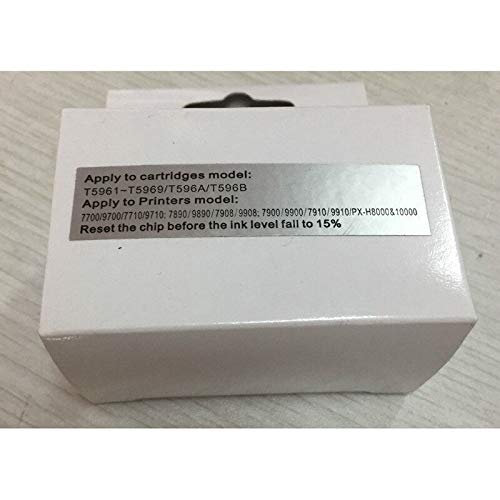 Apply to cartridges model:
T5961~T5969/T596A/T596B
Apply to Printers model:
7700/9700/7710/9710; 7890/9890/7908/9908; 7900/9900/7910/9910/PX-H8000&10000
Reset the chip before the ink level fall to 15%